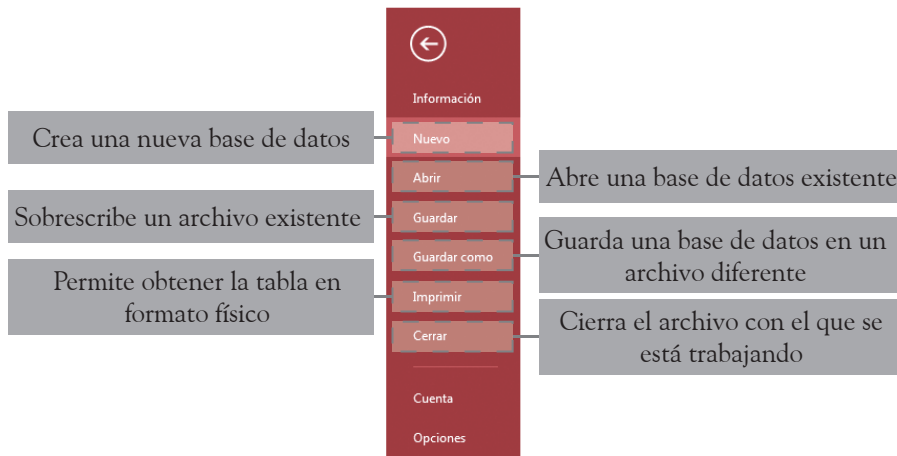 Información
Crea una nueva base de datos
Nuevo
Abrir
Abre una base de datos existente
Sobrescribe un archivo existente
Guardar
Guardar como
Guarda una base de datos en un
archivo diferente
Permite obtener la tabla en
formato físico
Imprimir
Cerrar
Cierra el archivo con el que se
está trabajando
Cuenta
Opciones